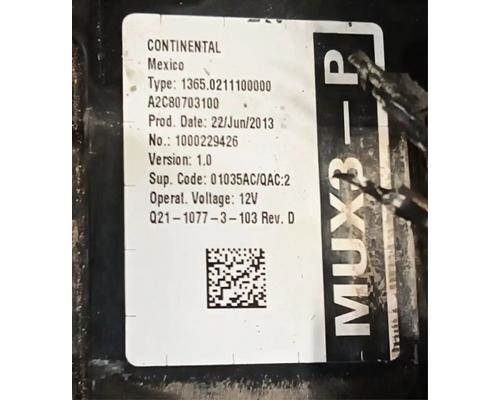 CONTINENTAL
Mexico
Type: 1365.0211100000
A2C80703100
Prod. Date: 22/Jun/2013
No.: 1000229426
Version: 1.0
Sup. Code: 01035AC/QAC:2
Operat. Voltage: 12V
Q21-1077-3-103 Rev. D
MUX3-P